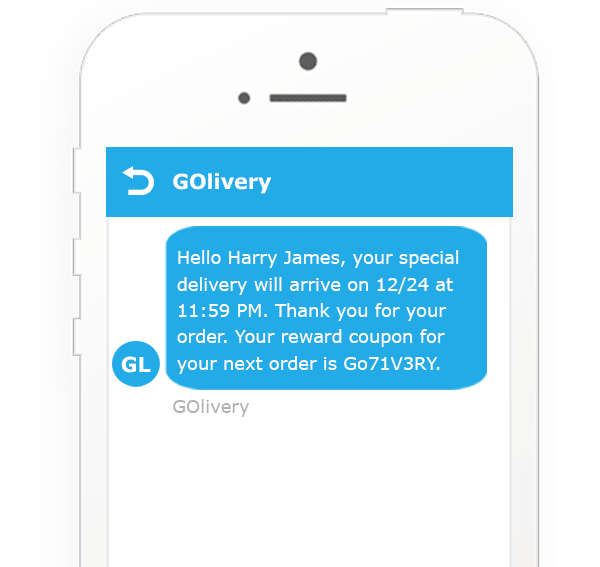 GOlivery
Hello Harry James, your special
delivery will arrive on 12/24 at
11:59 PM. Thank you for your
order. Your reward coupon for
your next order is Go71V3RY.
GL
GOlivery